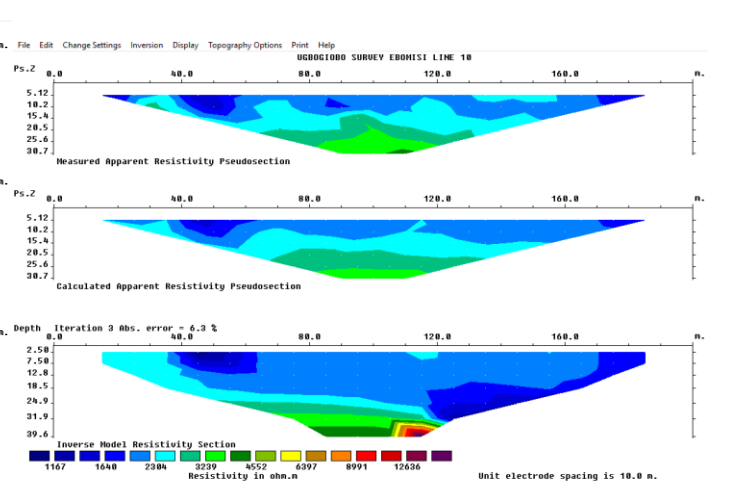 m. File Edit Change Settings Inversion Display Topography Options Print Help
UGBOGIOBO SURVEY EBOMISI LINE 10
Ps.Z 0.0 40.0 80.0 120.0 160.0 m.
5.12
10.2
15.4
20.5
25.6
30.7
Measured Apparent Resistivity Pseudosection
m.
Ps.Z 0.0 40.0 80.0 120.0 160.0 m.
5.12
10.2
15.4
20.5
25.6
30.7
Calculated Apparent Resistivity Pseudosection
m. Depth Iteration 3 Abs. error = 6.3 %
0.0 40.0 80.0 120.0 160.0 m.
2.50
7.50
12.8
18.5
24.9
31.9
39.6
Inverse Model Resistivity Section
1167 1640 2304 3239 4552 6397 8991 12636
Resistivity in ohm.m Unit electrode spacing is 10.0 m.